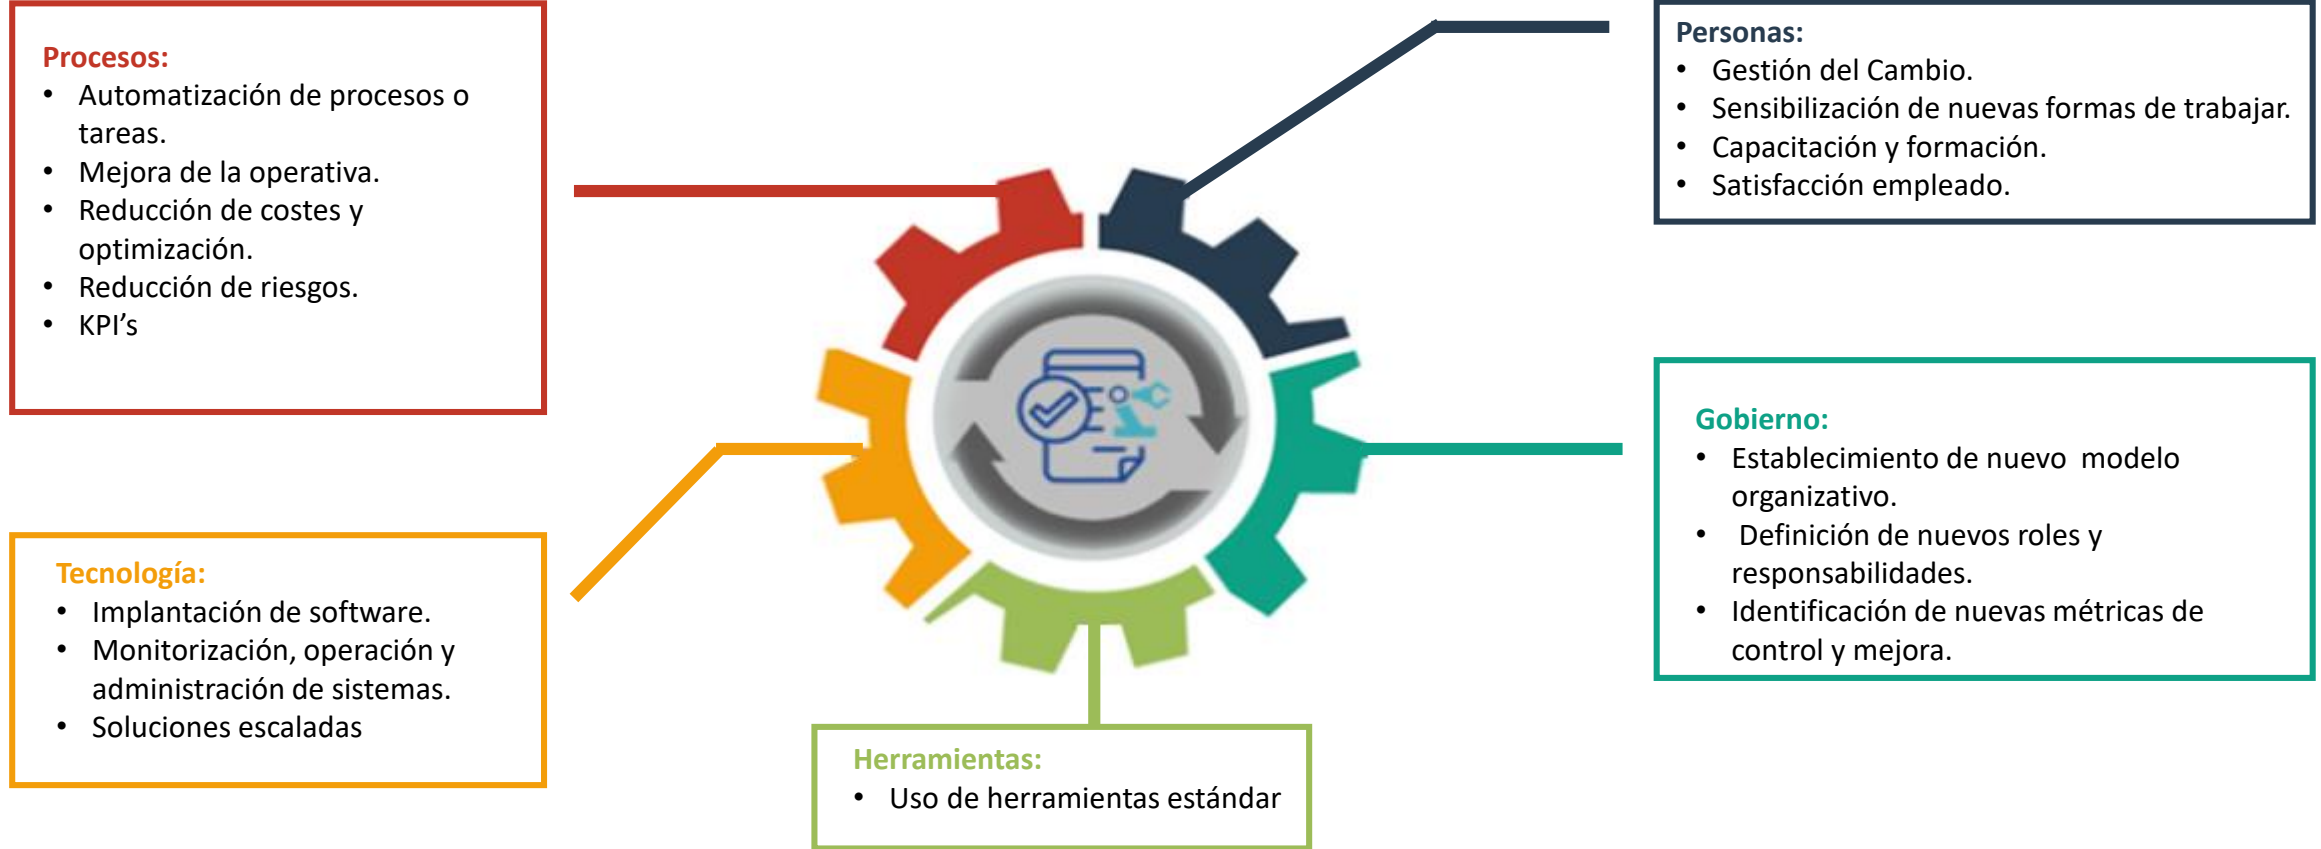 Procesos:
• Automatización de procesos o
tareas.
• Mejora de la operativa.
• Reducción de costes y
optimización.
• Reducción de riesgos.
• KPI’s
Personas:
• Gestión del Cambio.
• Sensibilización de nuevas formas de trabajar.
• Capacitación y formación.
• Satisfacción empleado.
Gobierno:
• Establecimiento de nuevo  modelo
organizativo.
•  Definición de nuevos roles y
responsabilidades.
• Identificación de nuevas métricas de
control y mejora.
Tecnología:
• Implantación de software.
• Monitorización, operación y
administración de sistemas.
• Soluciones escaladas
Herramientas:
• Uso de herramientas estándar